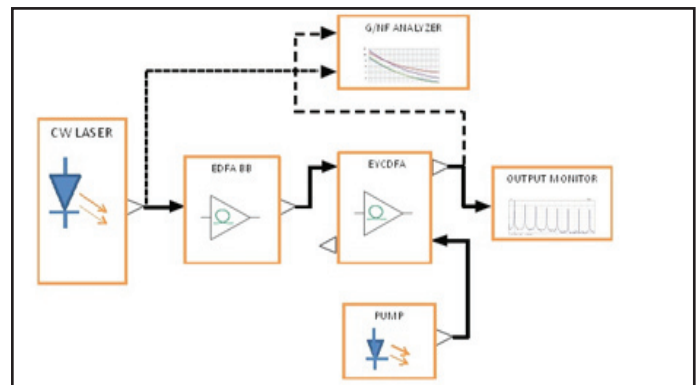 G/NF ANALYZER
CW LASER
EDFA BB
EYCDFA
OUTPUT MONITOR
PUMP